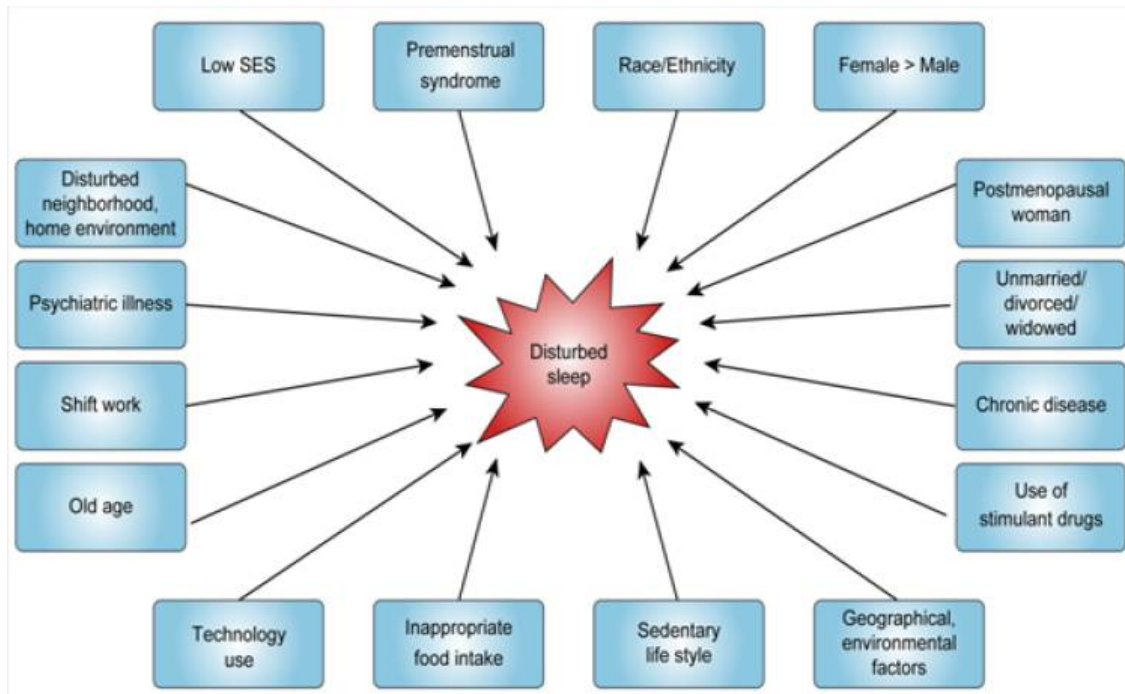 Low SES
Premenstrual
syndrome
Race/Ethnicity
Female > Male
Disturbed
neighborhood,
home environment
Postmenopausal
woman
Psychiatric illness
Unmarried/
divorced/
widowed
Disturbed
sleep
Shift work
Chronic disease
Old age
Use of
stimulant drugs
Technology
use
Inappropriate
food intake
Sedentary
life style
Geographical,
environmental
factors